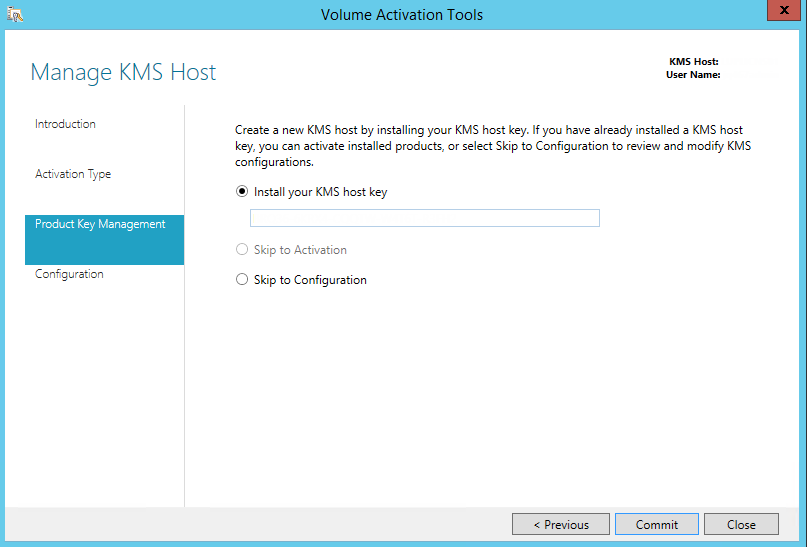 Volume Activation Tools
x
Manage KMS Host
KMS Host:
User Name:
Introduction
Activation Type
Product Key Management
Configuration
Create a new KMS host by installing your KMS host key. If you have already installed a KMS host
key, you can activate installed products, or select Skip to Configuration to review and modify KMS
configurations.
Install your KMS host key
Skip to Activation
Skip to Configuration
< Previous
Commit
Close